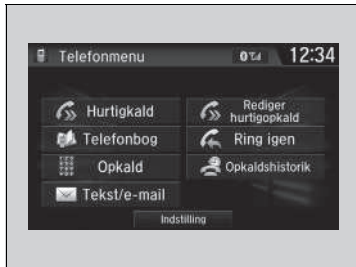 Telefonmenu
12:34
Hurtigkald
Rediger
hurtigopkald
Telefonbog
Ring igen
Opkald
Opkaldshistorik
Tekst/e-mail
Indstilling